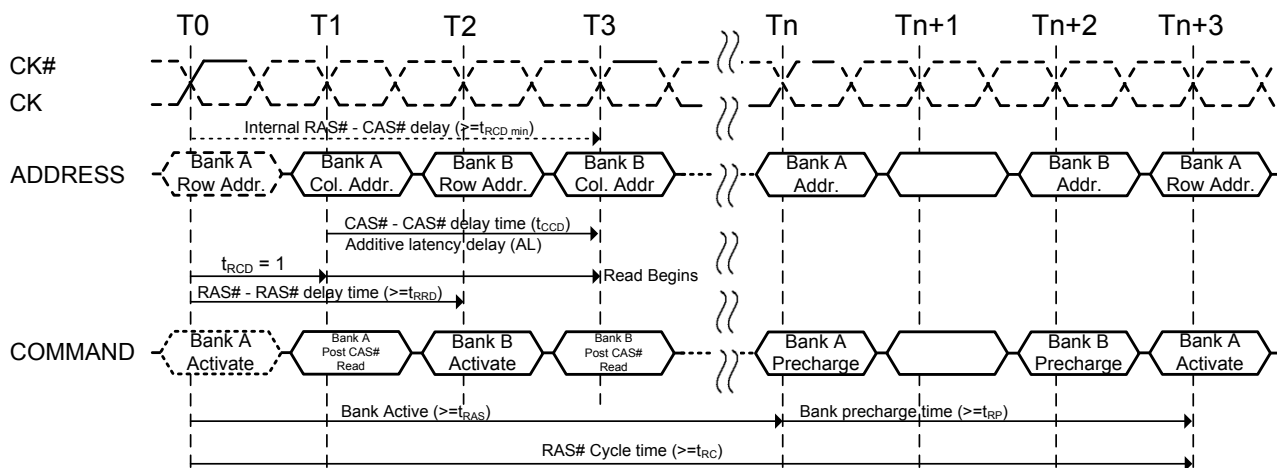 T0 T1 T2 T3 Tn Tn+1 Tn+2 Tn+3
CK#
CK
Internal RAS# - CAS# delay (>=tRCD min)
ADDRESS
Bank A Row Addr.
Bank A Col. Addr.
Bank B Row Addr.
Bank B Col. Addr
Bank A Addr.
Bank B Addr.
Bank A Row Addr.
CAS# - CAS# delay time (tCCD)
Additive latency delay (AL)
tRCD = 1
Read Begins
RAS# - RAS# delay time (>=tRRD)
COMMAND
Bank A Activate
Bank A Post CAS# Read
Bank B Activate
Bank B Post CAS# Read
Bank A Precharge
Bank B Precharge
Bank A Activate
Bank Active (>=tRAS)
Bank precharge time (>=tRP)
RAS# Cycle time (>=tRC)